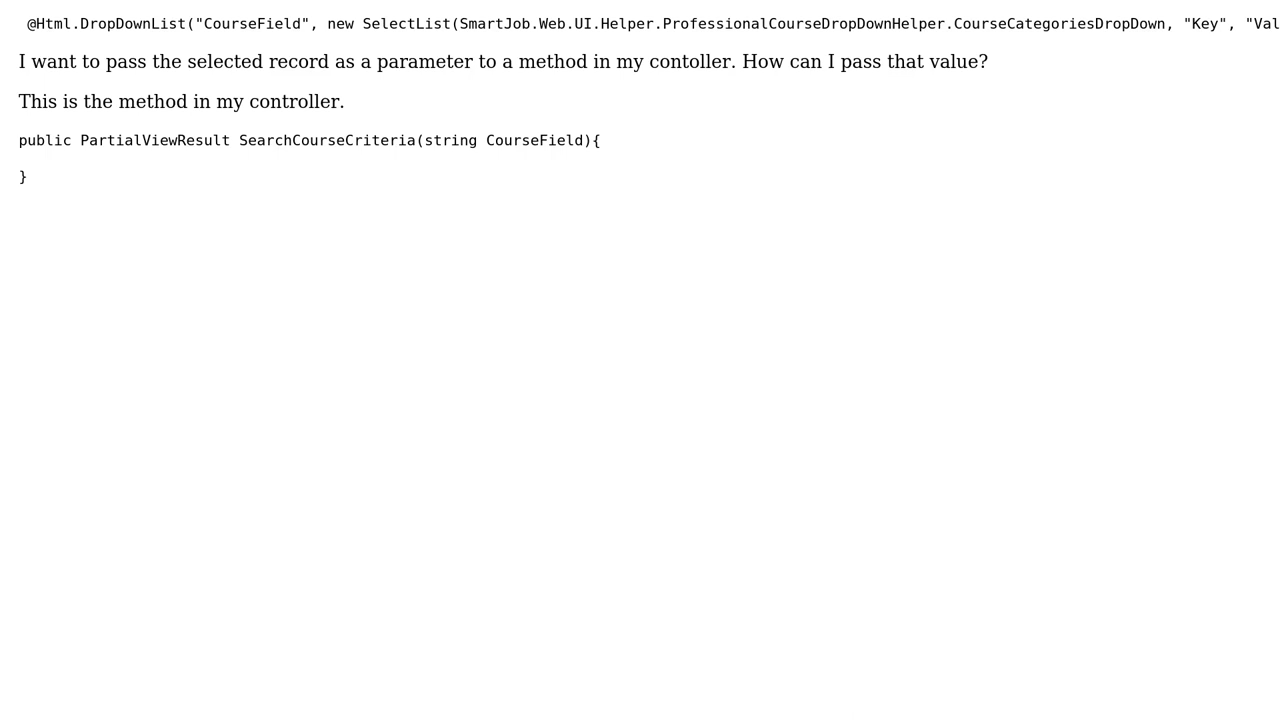 @Html.DropDownList("CourseField", new SelectList(SmartJob.Web.UI.Helper.ProfessionalCourseDropDownHelper.CourseCategoriesDropDown, "Key", "Val
I want to pass the selected record as a parameter to a method in my contoller. How can I pass that value?
This is the method in my controller.
public PartialViewResult SearchCourseCriteria(string CourseField){
}